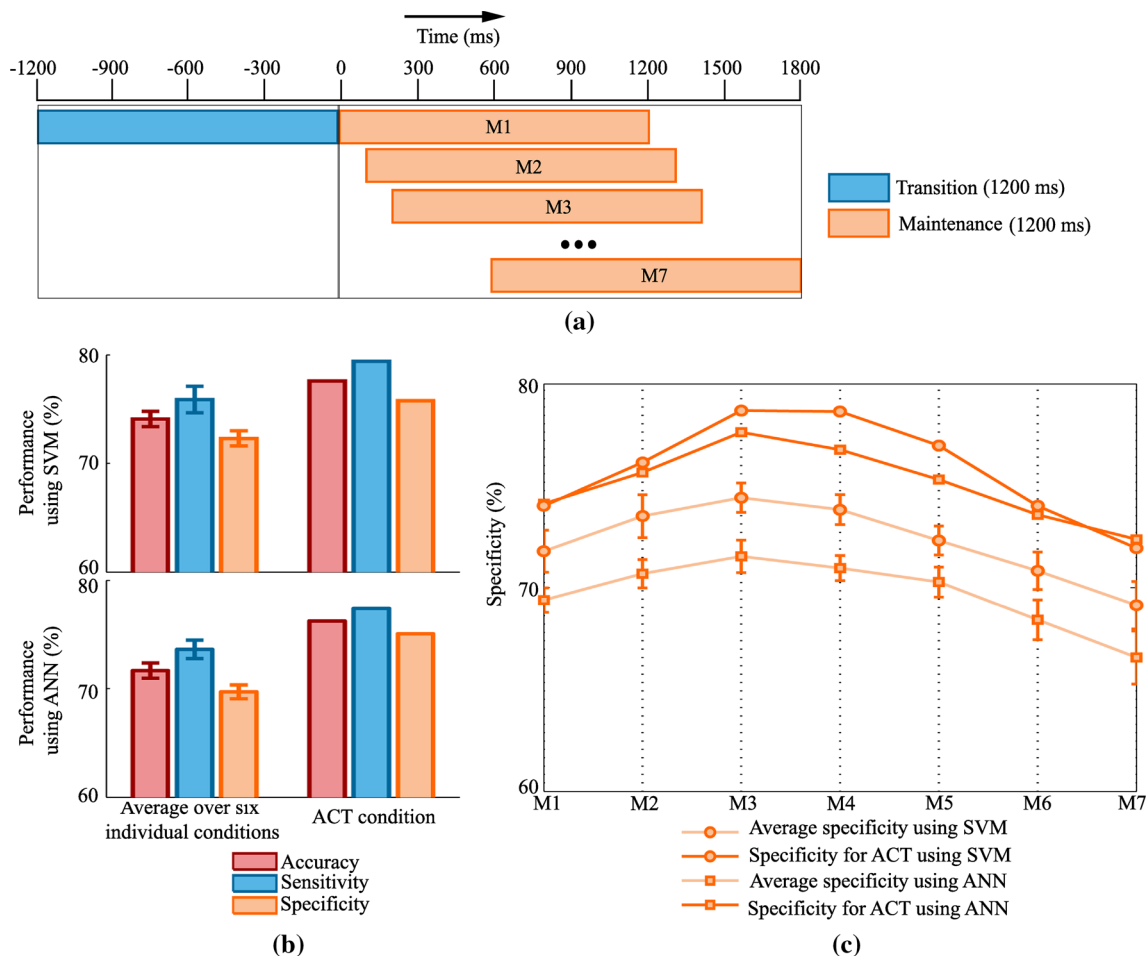 Time (ms)
-1200 -900 -600 -300 0 300 600 900 1200 1500 1800
M1
M2
M3
M7
Transition (1200 ms)
Maintenance (1200 ms)
(a)
80
70
60
Performance
using SVM (%)
80
70
60
Performance
using ANN (%)
Average over six
individual conditions
ACT condition
Accuracy
Sensitivity
Specificity
(b)
80
70
60
Specificity (%)
M1 M2 M3 M4 M5 M6 M7
Average specificity using SVM
Specificity for ACT using SVM
Average specificity using ANN
Specificity for ACT using ANN
(c)